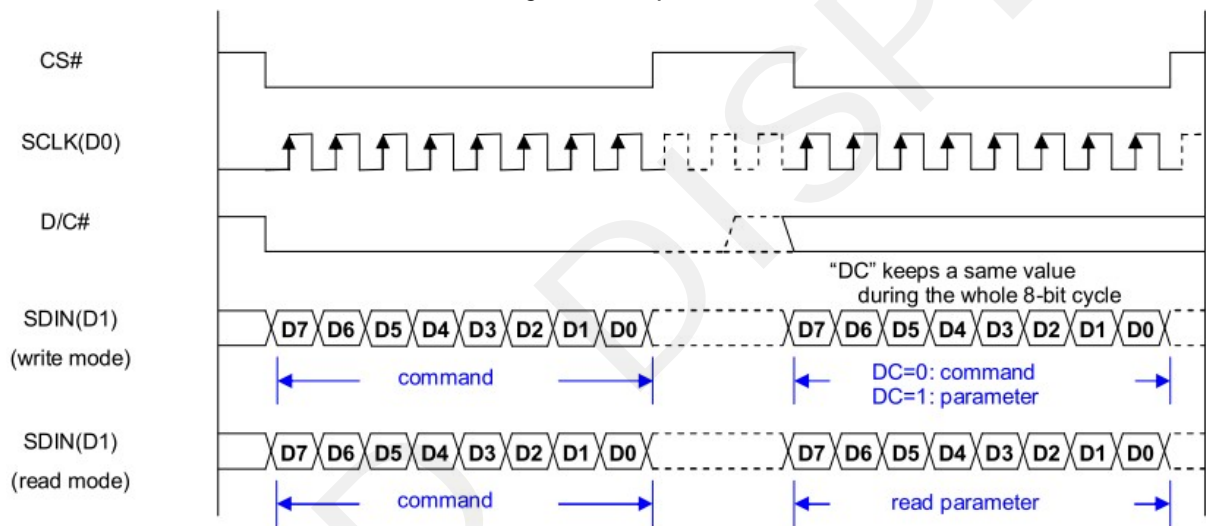 CS#
SCLK(D0)
D/C#
“DC” keeps a same value
during the whole 8-bit cycle
SDIN(D1)
(write mode)
D7 D6 D5 D4 D3 D2 D1 D0 D7 D6 D5 D4 D3 D2 D1 D0
command
DC=0: command
DC=1: parameter
SDIN(D1)
(read mode)
D7 D6 D5 D4 D3 D2 D1 D0 D7 D6 D5 D4 D3 D2 D1 D0
command read parameter